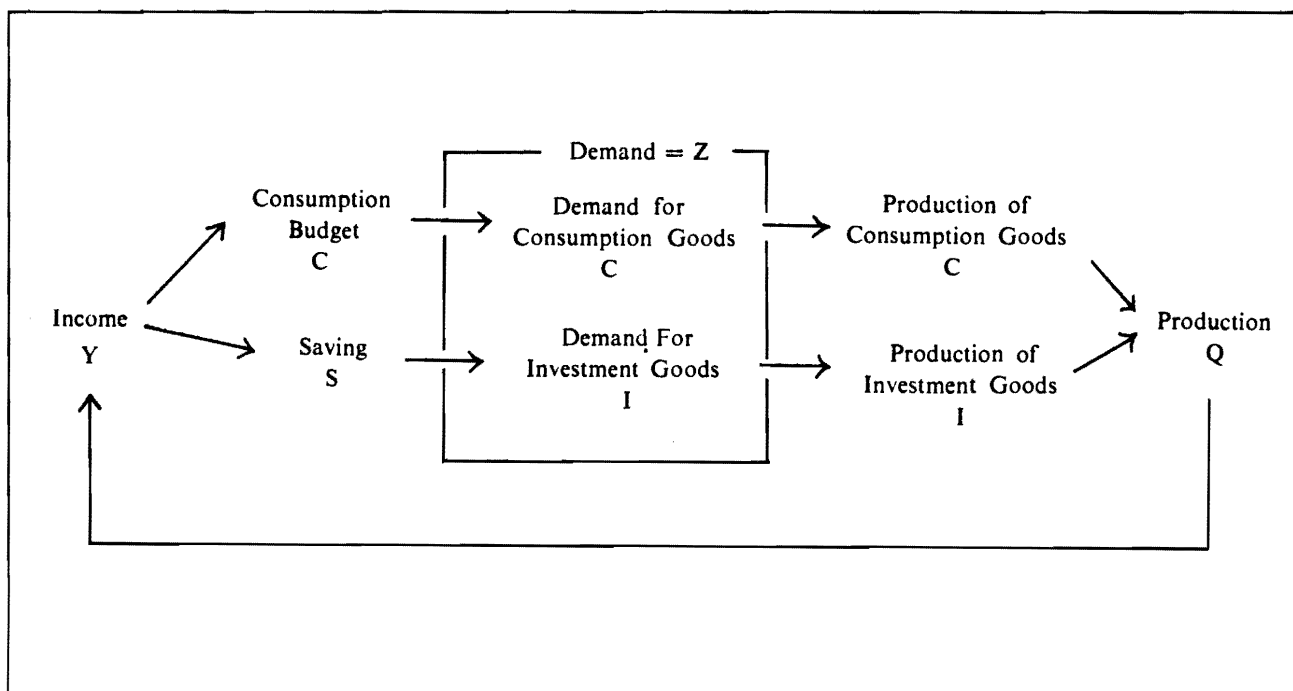 Demand = Z
Consumption
Budget
C
Demand for
Consumption Goods
C
Production of
Consumption Goods
C
Income
Y
Saving
S
Demand For
Investment Goods
I
Production of
Investment Goods
I
Production
Q